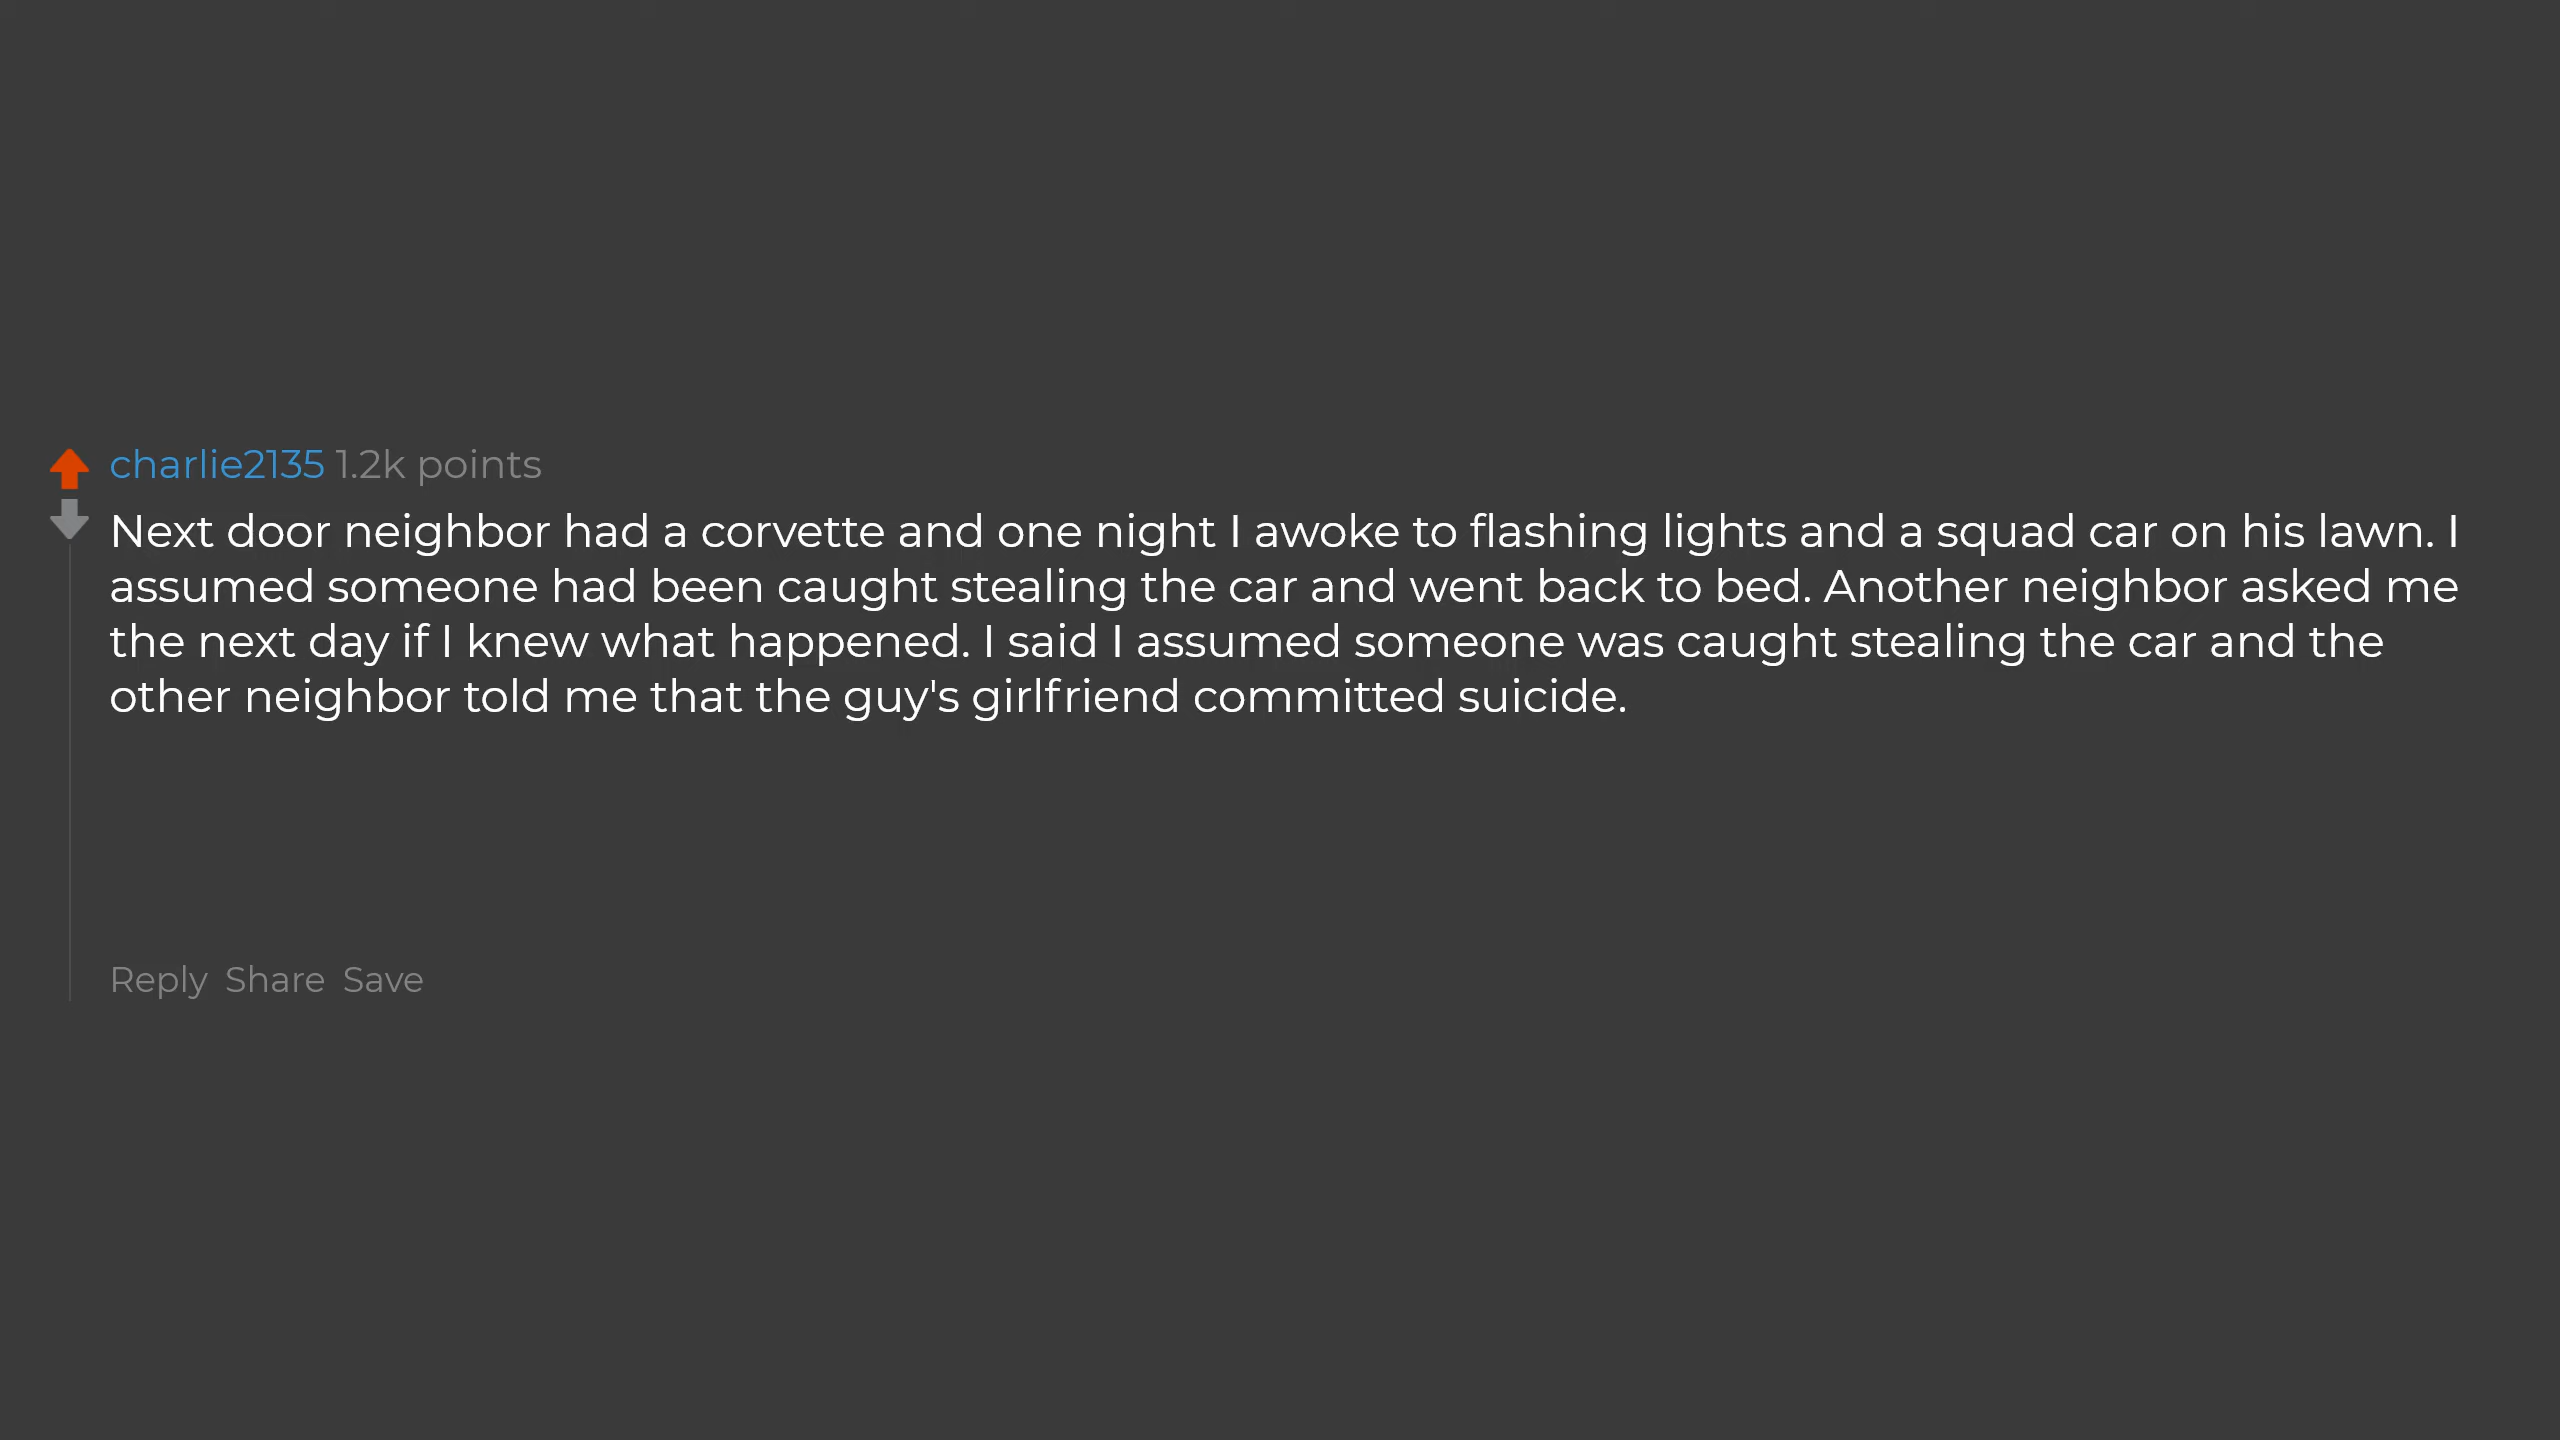 charlie2135 1.2k points
Next door neighbor had a corvette and one night I awoke to flashing lights and a squad car on his lawn. I
assumed someone had been caught stealing the car and went back to bed. Another neighbor asked me
the next day if I knew what happened. I said I assumed someone was caught stealing the car and the
other neighbor told me that the guy's girlfriend committed suicide.
Reply Share Save